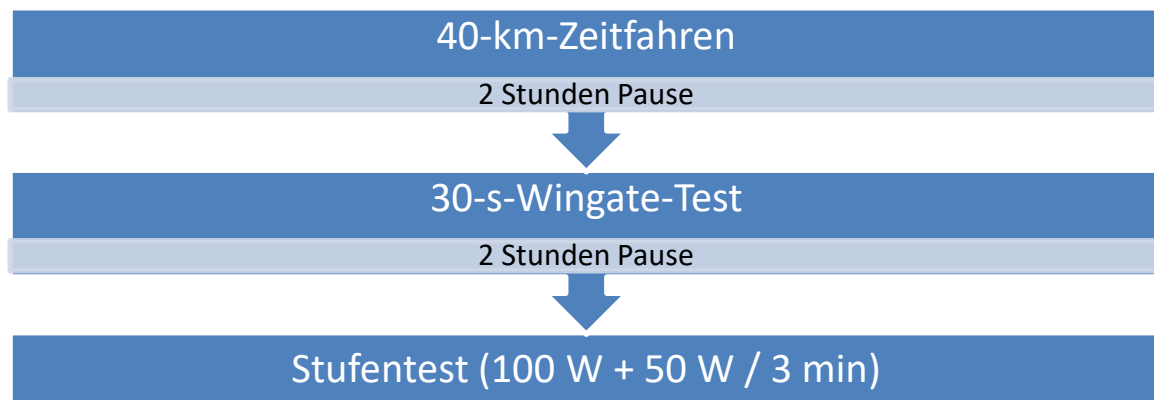 40-km-Zeitfahren
2 Stunden Pause
30-s-Wingate-Test
2 Stunden Pause
Stufentest (100 W + 50 W / 3 min)